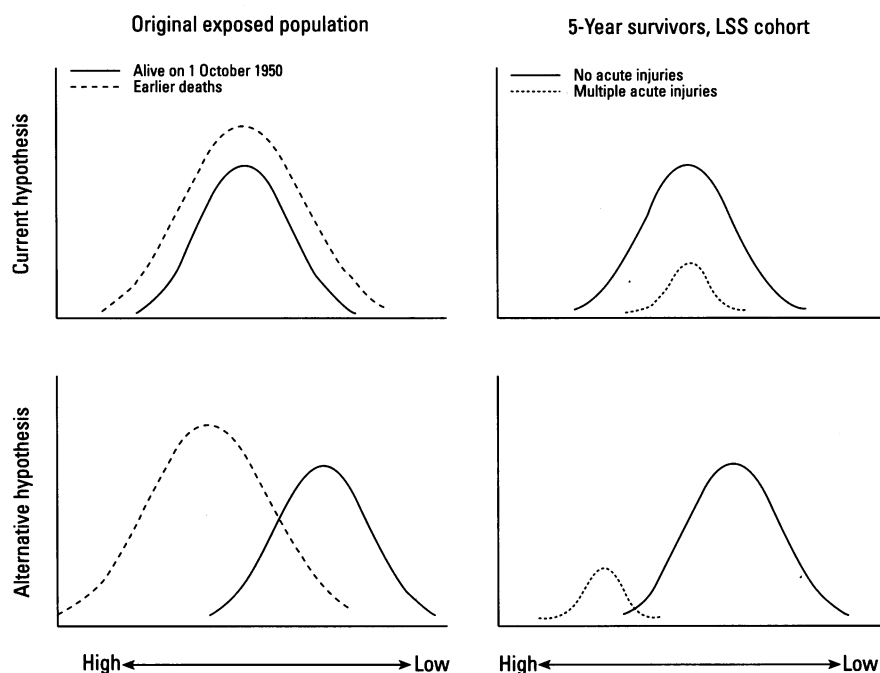 Original exposed population
5-Year survivors, LSS cohort
Current hypothesis
Alive on 1 October 1950
Earlier deaths
No acute injuries
Multiple acute injuries
Alternative hypothesis
High
Low
High
Low